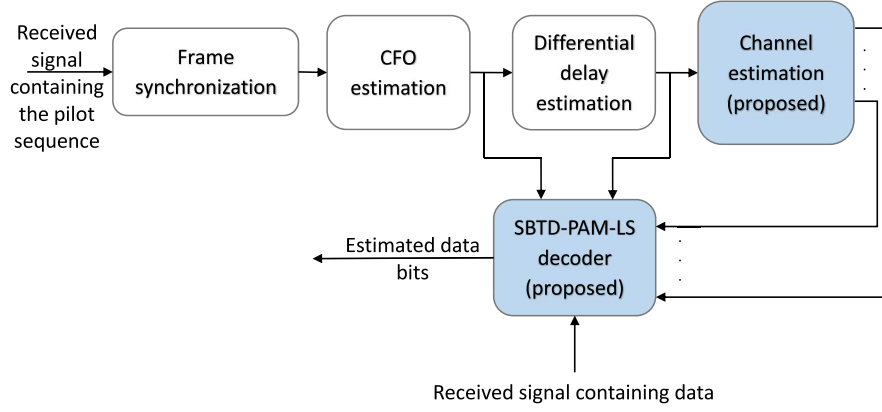 Received
signal
containing
the pilot
sequence
Frame
synchronization
CFO
estimation
Differential
delay
estimation
Channel
estimation
(proposed)
SBTD-PAM-LS
decoder
(proposed)
Estimated data
bits
Received signal containing data